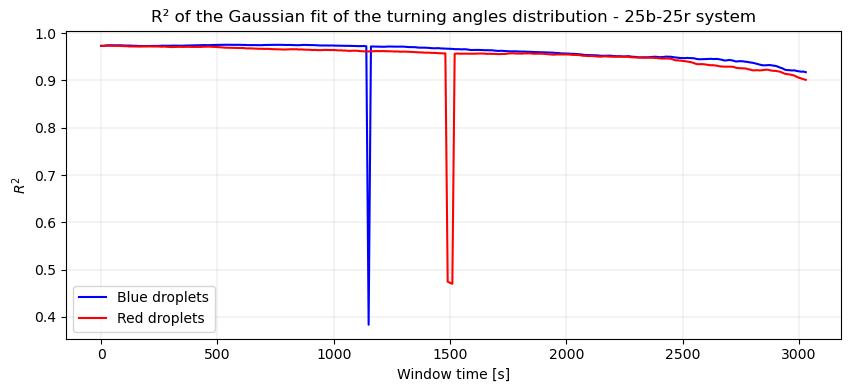 R² of the Gaussian fit of the turning angles distribution - 25b-25r system
1.0
0.9
0.8
0.7
0.6
0.5
0.4
R²
Blue droplets
Red droplets
0 500 1000 1500 2000 2500 3000
Window time [s]